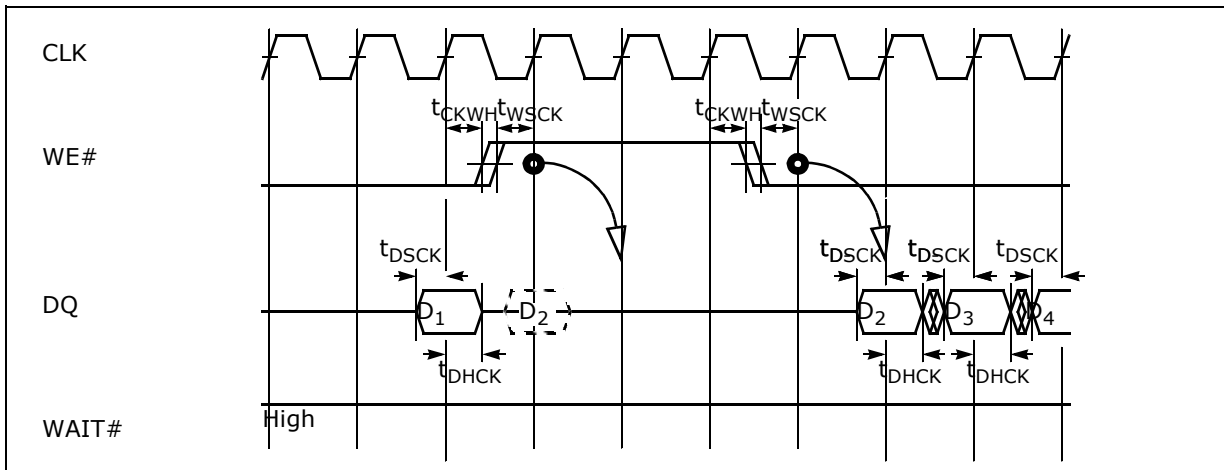 CLK
tCKWH tWSCK tCKWH tWSCK
WE#
tDSCK tDSCK tDSCK tDSCK
DQ
D1 D2 D2 D3 D4
tDHCK tDHCK tDHCK
High
WAIT#